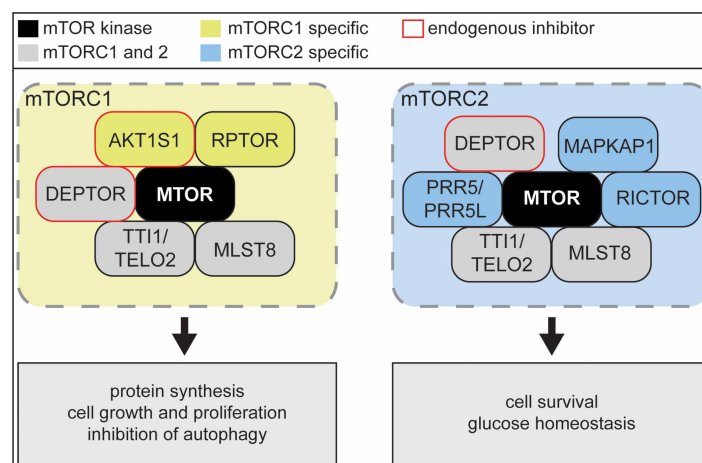 mTOR kinase
mTORC1 specific
endogenous inhibitor
mTORC1 and 2
mTORC2 specific
mTORC1
AKT1S1
RPTOR
DEPTOR
MTOR
TTI1/
TELO2
MLST8
mTORC2
DEPTOR
MAPKAP1
PRR5/
PRR5L
MTOR
RICTOR
TTI1/
TELO2
MLST8
protein synthesis
cell growth and proliferation
inhibition of autophagy
cell survival
glucose homeostasis